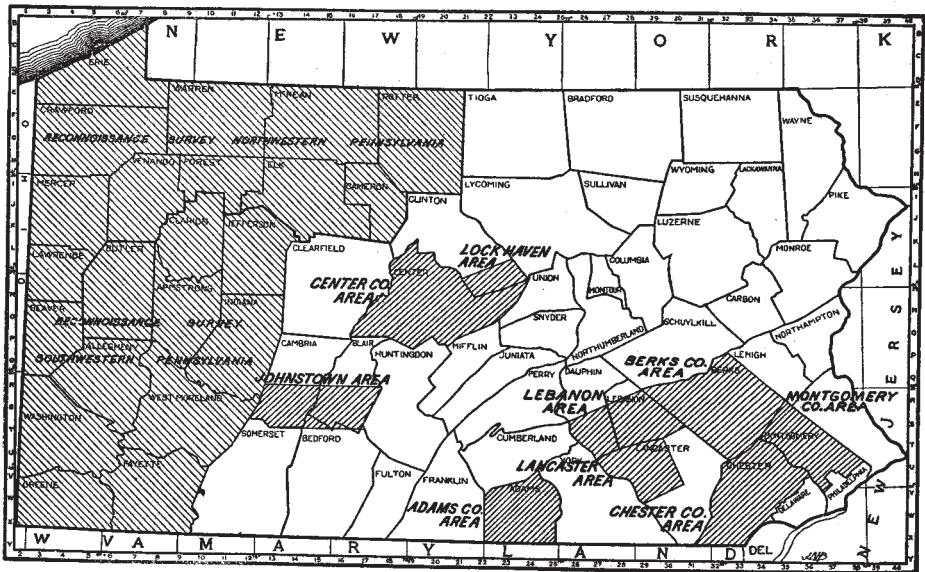 N E W Y O R K
ERIE
CRAWFORD
WARREN
McKEAN
POTTER
TIOGA
BRADFORD
SUSQUEHANNA
WAYNE
RECONNOISSANCE SURVEY NORTHWESTERN PENNSYLVANIA
VENANGO
FOREST
ELK
CAMERON
MERCER
CLARION
JEFFERSON
CLINTON
LYCOMING
SULLIVAN
WYOMING
LACKAWANNA
PIKE
LAWRENCE
BUTLER
CLEARFIELD
LOCK HAVEN
AREA
CENTER
CENTER CO.
AREA
UNION
MONTOUR
COLUMBIA
LUZERNE
MONROE
CARBON
ARMSTRONG
INDIANA
BEAVER
RECONNOISSANCE SURVEY
SOUTHWESTERN PENNSYLVANIA
ALLEGHENY
CAMBRIA
BLAIR
HUNTINGDON
MIFFLIN
SNYDER
JUNIATA
NORTHUMBERLAND
SCHUYLKILL
NORTHAMPTON
LEHIGH
PERRY
DAUPHIN
BERKS CO.
AREA
BERKS
JOHNSTOWN AREA
LEBANON
AREA
LEBANON
MONTGOMERY
CO. AREA
MONTGOMERY
WASHINGTON
WESTMORELAND
SOMERSET
BEDFORD
CUMBERLAND
YORK
LANCASTER
LANCASTER
AREA
CHESTER
FAYETTE
GREENE
FULTON
FRANKLIN
ADAMS
ADAMS CO.
AREA
CHESTER CO.
AREA
DELAWARE
PHILADELPHIA
NEW JERSEY
W VA MARYLAND
DEL
JNB